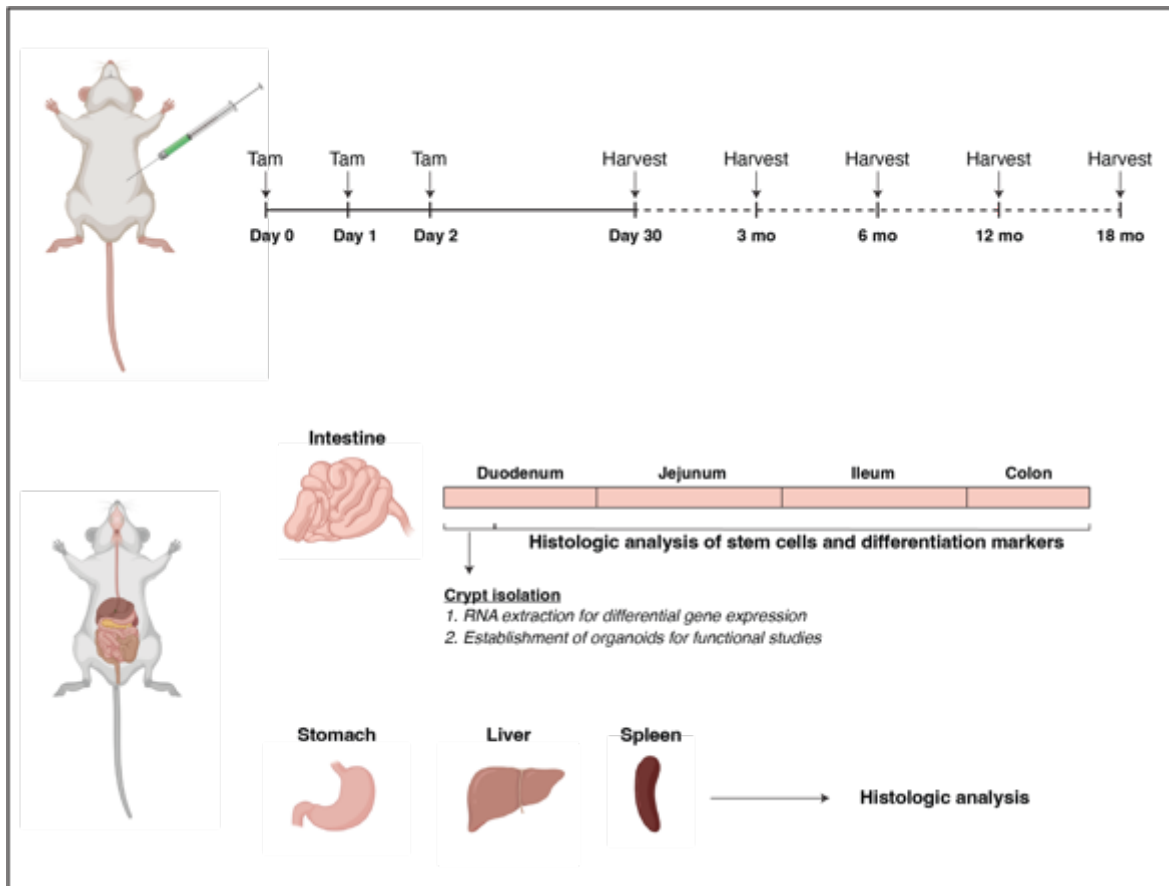 Tam Tam Tam Harvest Harvest Harvest Harvest Harvest
Day 0 Day 1 Day 2 Day 30 3 mo 6 mo 12 mo 18 mo
Intestine
Duodenum Jejunum Ileum Colon
Histologic analysis of stem cells and differentiation markers
Crypt isolation
1. RNA extraction for differential gene expression
2. Establishment of organoids for functional studies
Stomach Liver Spleen
Histologic analysis